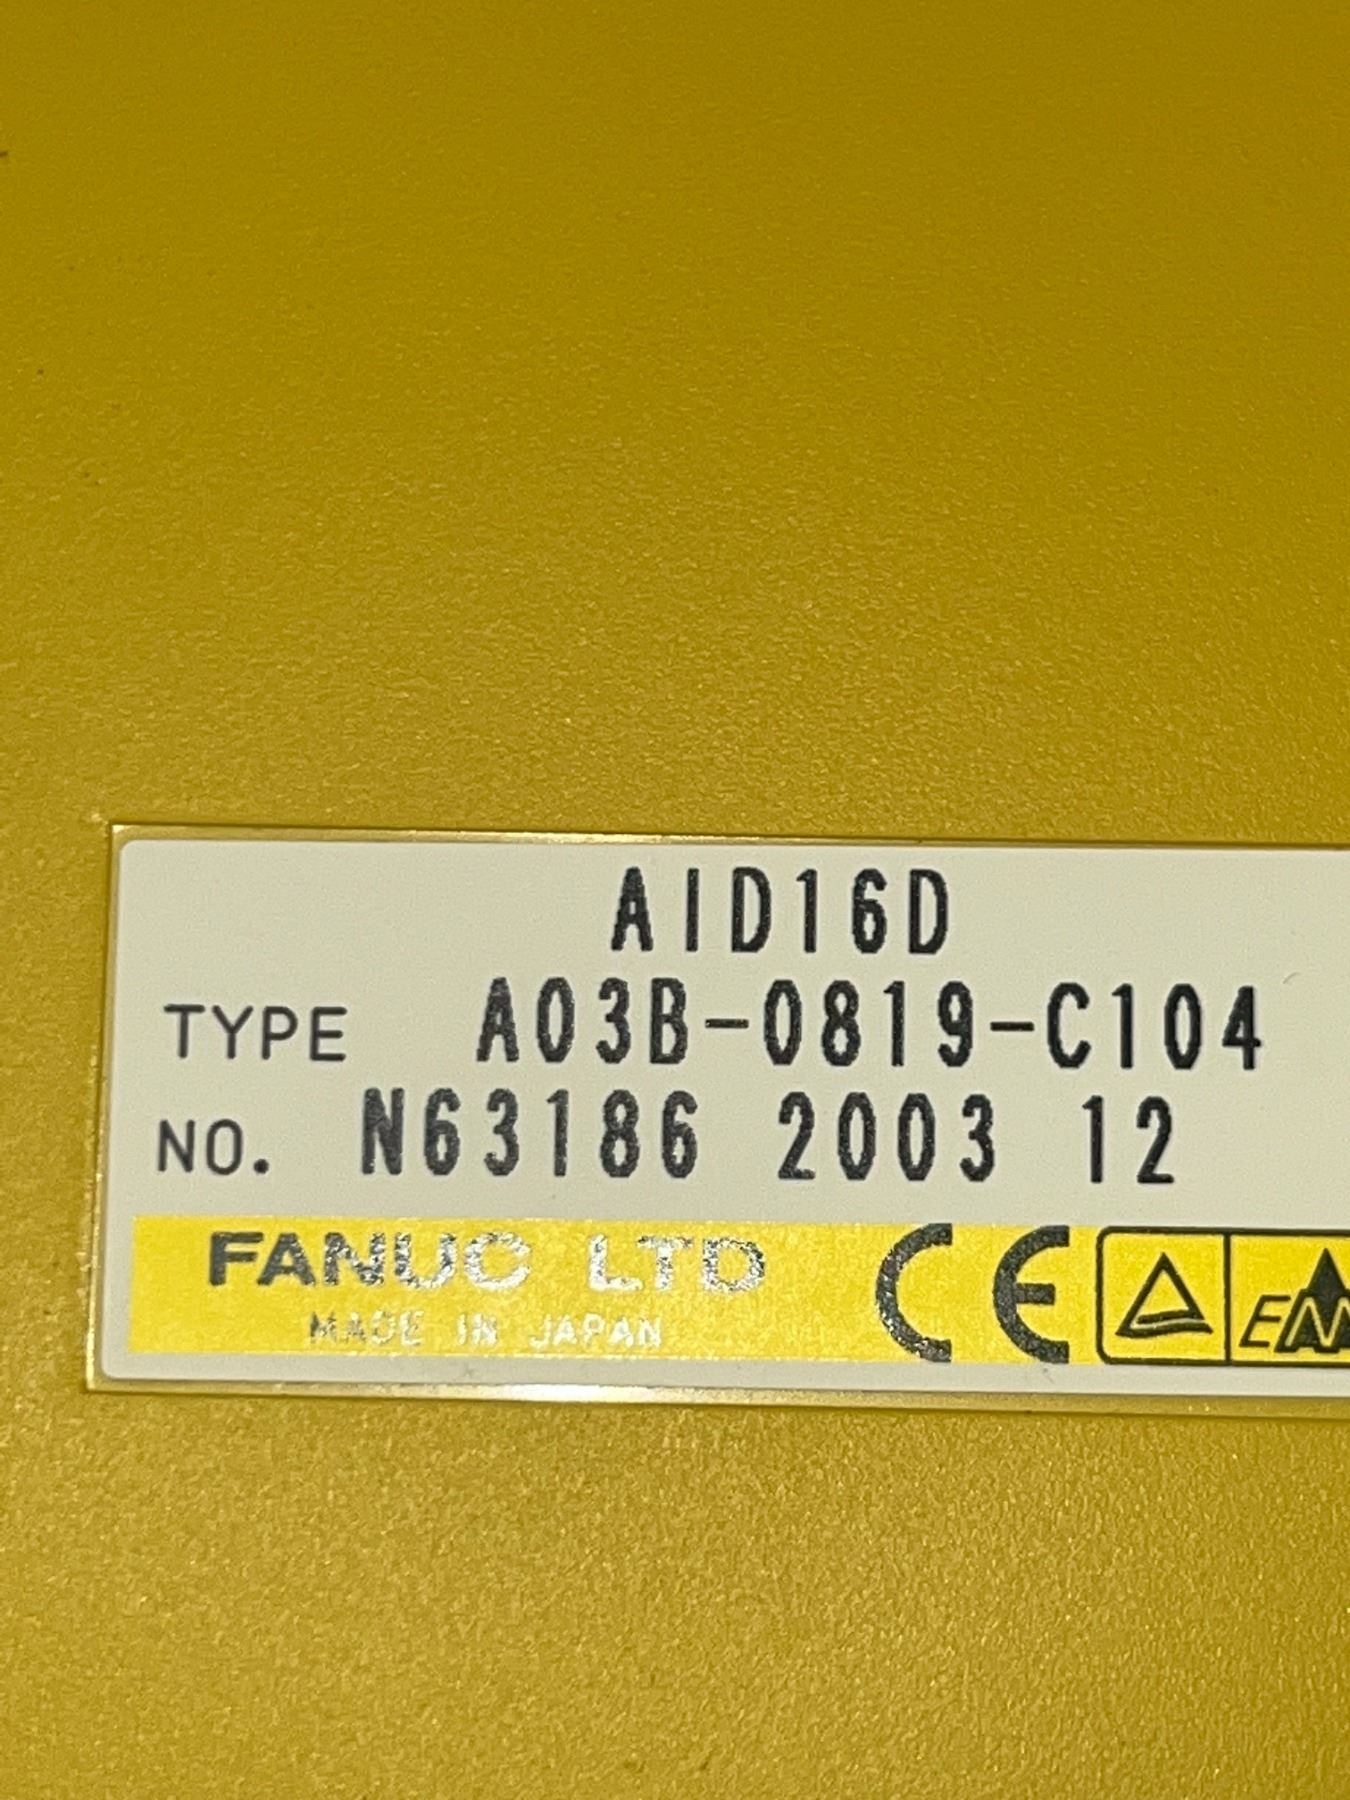 AID16D
TYPE A03B-0819-C104
NO. N63186 2003 12
FANUC LTD CE
MADE IN JAPAN